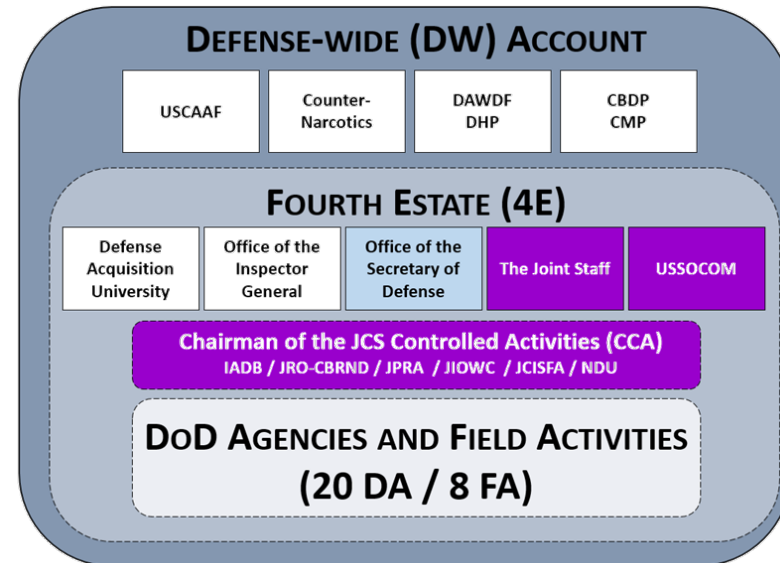 DEFENSE-WIDE (DW) ACCOUNT
USCAAF
Counter-
Narcotics
DAWDF
DHP
CBDP
CMP
FOURTH ESTATE (4E)
Defense
Acquisition
University
Office of the
Inspector
General
Office of the
Secretary of
Defense
The Joint Staff
USSOCOM
Chairman of the JCS Controlled Activities (CCA)
IADB / JRO-CBRND / JPRA / JIOWC / JCISFA / NDU
DOD AGENCIES AND FIELD ACTIVITIES
(20 DA / 8 FA)